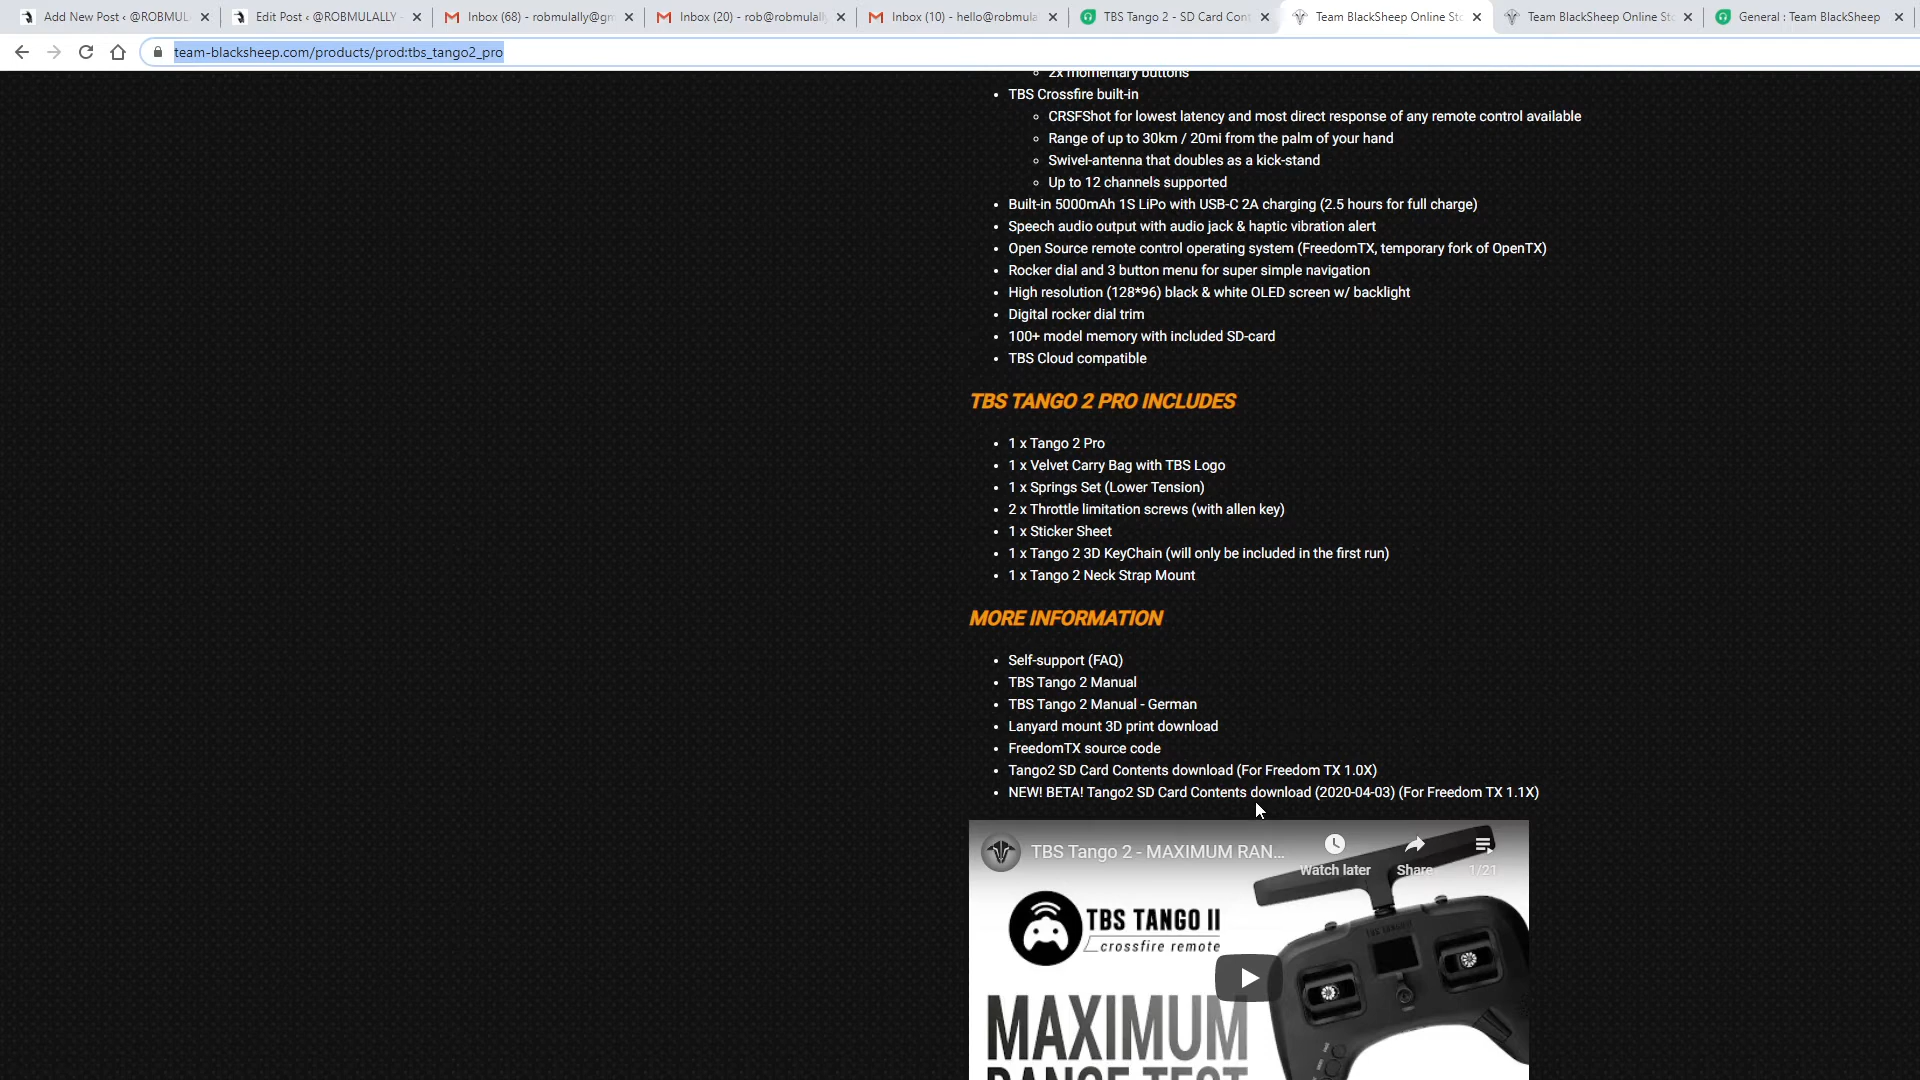 Add New Post ‹ @ROBMUL
Edit Post ‹ @ROBMULALLY
Inbox (68) - robmulally@gm
Inbox (20) - rob@robmulally
Inbox (10) - hello@robmula
TBS Tango 2 - SD Card Cont
Team BlackSheep Online Sto
Team BlackSheep Online Sto
General : Team BlackSheep
team-blacksheep.com/products/prod:tbs_tango2_pro
2x momentary buttons
TBS Crossfire built-in
CRSFShot for lowest latency and most direct response of any remote control available
Range of up to 30km / 20mi from the palm of your hand
Swivel-antenna that doubles as a kick-stand
Up to 12 channels supported
Built-in 5000mAh 1S LiPo with USB-C 2A charging (2.5 hours for full charge)
Speech audio output with audio jack & haptic vibration alert
Open Source remote control operating system (FreedomTX, temporary fork of OpenTX)
Rocker dial and 3 button menu for super simple navigation
High resolution (128*96) black & white OLED screen w/ backlight
Digital rocker dial trim
100+ model memory with included SD-card
TBS Cloud compatible
TBS TANGO 2 PRO INCLUDES
1 x Tango 2 Pro
1 x Velvet Carry Bag with TBS Logo
1 x Springs Set (Lower Tension)
2 x Throttle limitation screws (with allen key)
1 x Sticker Sheet
1 x Tango 2 3D KeyChain (will only be included in the first run)
1 x Tango 2 Neck Strap Mount
MORE INFORMATION
Self-support (FAQ)
TBS Tango 2 Manual
TBS Tango 2 Manual - German
Lanyard mount 3D print download
FreedomTX source code
Tango2 SD Card Contents download (For Freedom TX 1.0X)
NEW! BETA! Tango2 SD Card Contents download (2020-04-03) (For Freedom TX 1.1X)
TBS Tango 2 - MAXIMUM RAN...
Watch later
Share
1/21
TBS TANGO II
crossfire remote
MAXIMUM
RANGE TEST